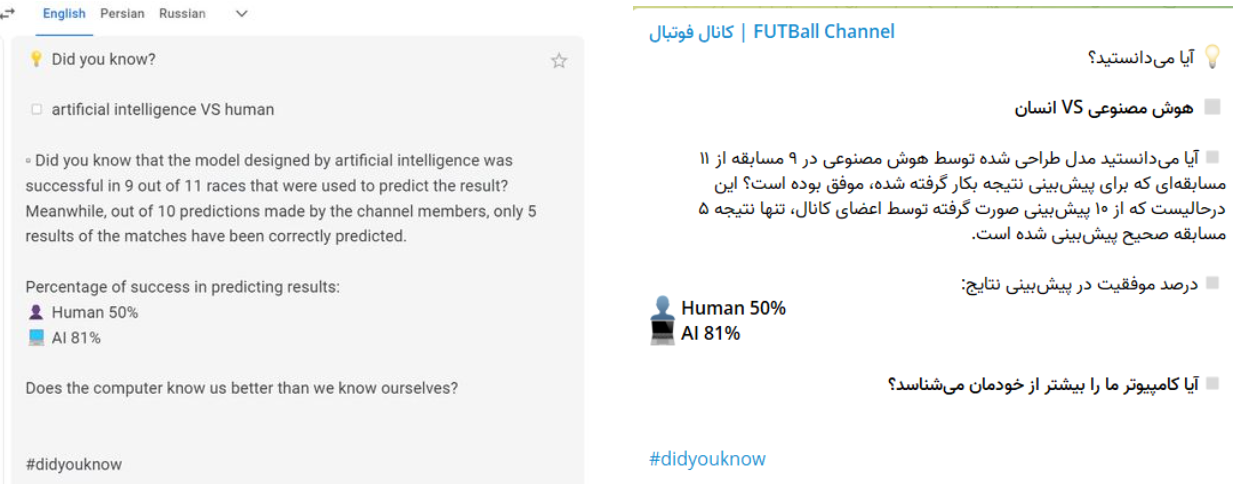 English Persian Russian
💡 Did you know?
artificial intelligence VS human
▫ Did you know that the model designed by artificial intelligence was
successful in 9 out of 11 races that were used to predict the result?
Meanwhile, out of 10 predictions made by the channel members, only 5
results of the matches have been correctly predicted.
Percentage of success in predicting results:
👤 Human 50%
💻 AI 81%
Does the computer know us better than we know ourselves?
#didyouknow
FUTBall Channel | کانال فوتبال
💡 آیا می‌دانستید؟
هوش مصنوعی VS انسان
آیا می‌دانستید مدل طراحی شده توسط هوش مصنوعی در ۹ مسابقه از ۱۱
مسابقه‌ای که برای پیش‌بینی نتیجه بکار گرفته شده، موفق بوده است؟ این
درحالیست که از ۱۰ پیش‌بینی صورت گرفته توسط اعضای کانال، تنها نتیجه ۵
مسابقه صحیح پیش‌بینی شده است.
درصد موفقیت در پیش‌بینی نتایج:
👤 Human 50%
💻 AI 81%
آیا کامپیوتر ما را بیشتر از خودمان می‌شناسد؟
#didyouknow